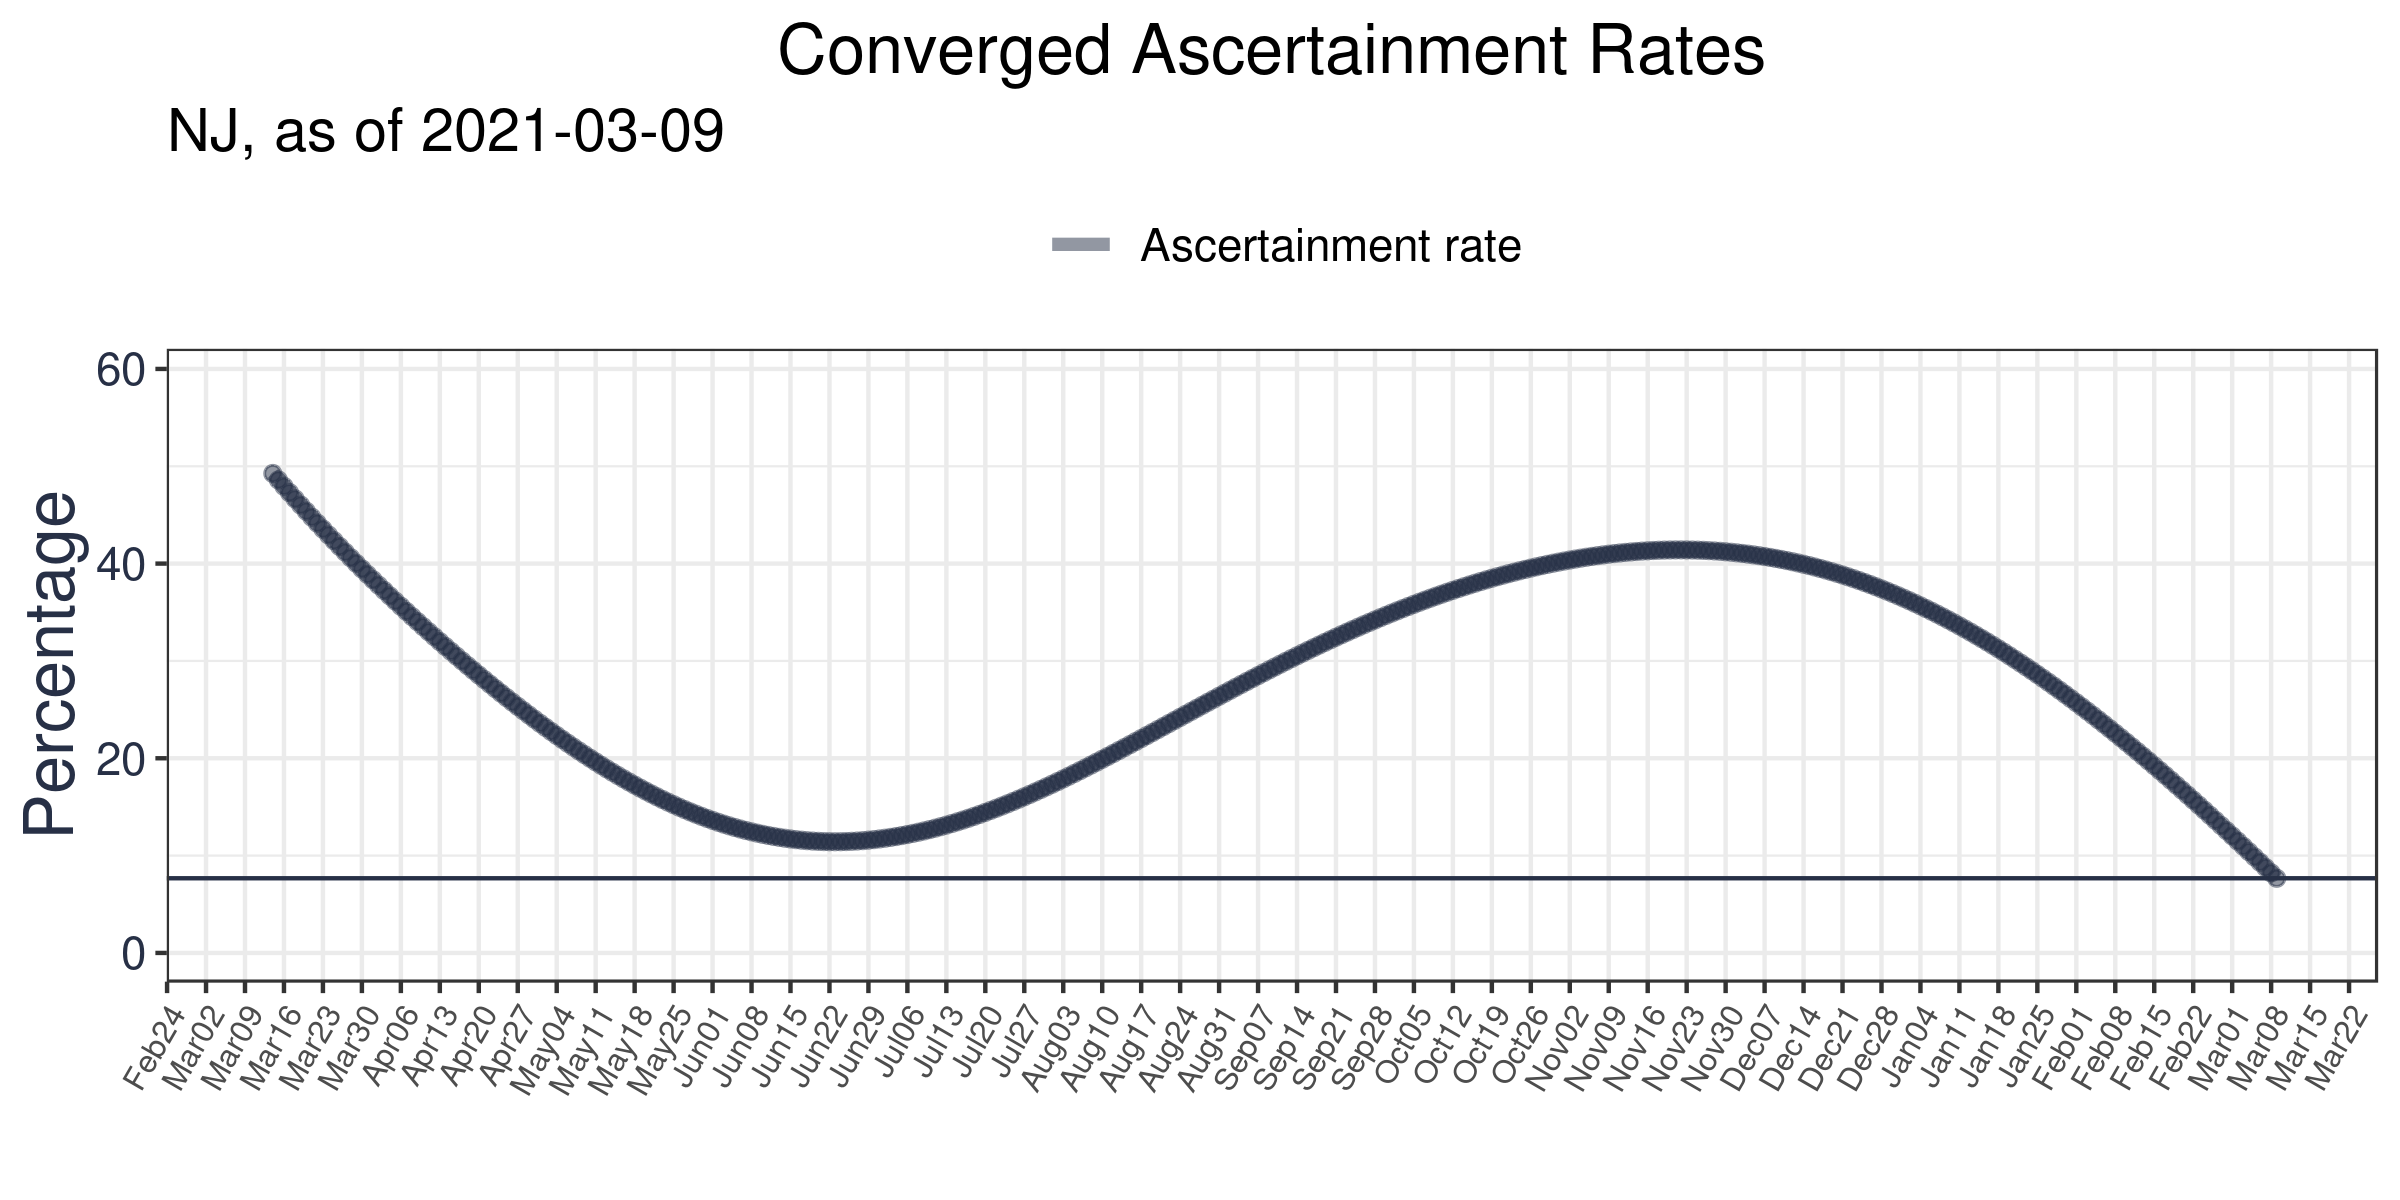 Converged Ascertainment Rates
NJ, as of 2021-03-09
Ascertainment rate
Percentage
60
40
20
0
Feb24 Mar02 Mar09 Mar16 Mar23 Mar30 Apr06 Apr13 Apr20 Apr27 May04 May11 May18 May25 Jun01 Jun08 Jun15 Jun22 Jun29 Jul06 Jul13 Jul20 Jul27 Aug03 Aug10 Aug17 Aug24 Aug31 Sep07 Sep14 Sep21 Sep28 Oct05 Oct12 Oct19 Oct26 Nov02 Nov09 Nov16 Nov23 Nov30 Dec07 Dec14 Dec21 Dec28 Jan04 Jan11 Jan18 Jan25 Feb01 Feb08 Feb15 Feb22 Mar01 Mar08 Mar15 Mar22